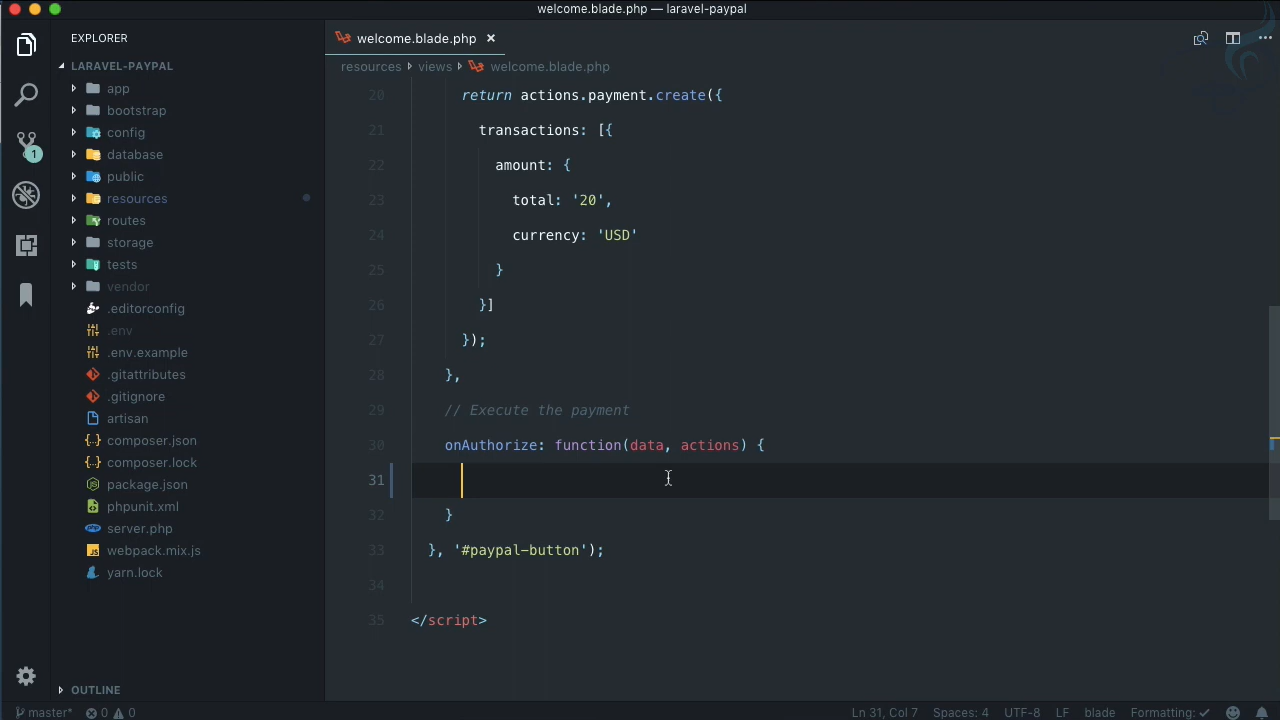 welcome.blade.php — laravel-paypal
EXPLORER
LARAVEL-PAYPAL
app
bootstrap
config
database
public
resources
routes
storage
tests
vendor
.editorconfig
.env
.env.example
.gitattributes
.gitignore
artisan
composer.json
composer.lock
package.json
phpunit.xml
server.php
webpack.mix.js
yarn.lock
OUTLINE
1
welcome.blade.php
resources views welcome.blade.php
20 return actions.payment.create({
21 transactions: [{
22 amount: {
23 total: '20',
24 currency: 'USD'
25 }
26 }]
27 });
28 },
29 // Execute the payment
30 onAuthorize: function(data, actions) {
31
32 }
33 }, '#paypal-button');
34
35 </script>
master* 0 0 Ln 31, Col 7 Spaces: 4 UTF-8 LF blade Formatting: ✓